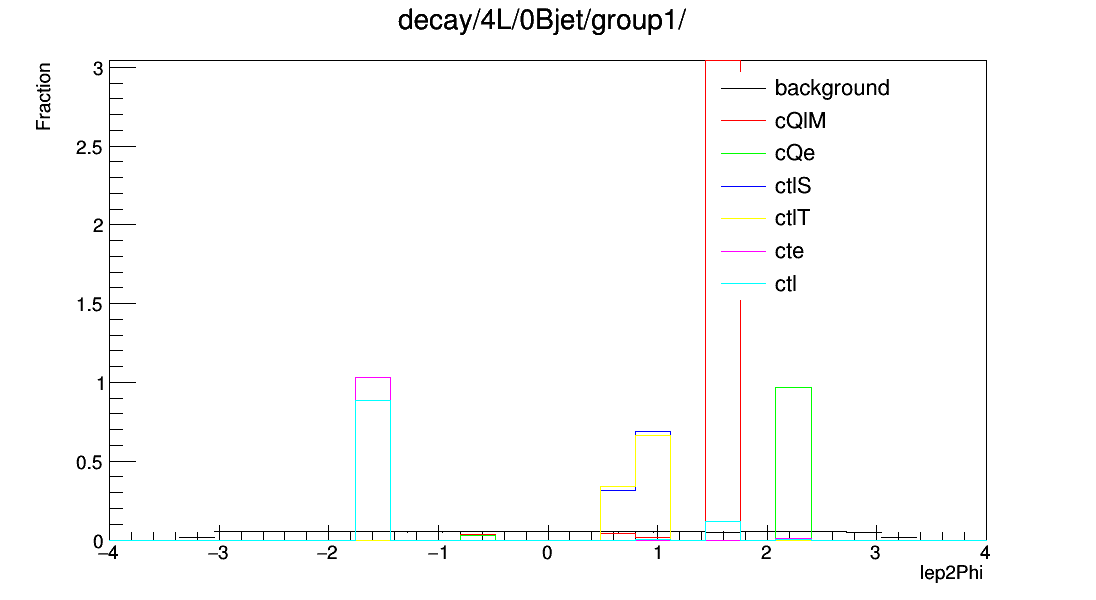 decay/4L/0Bjet/group1/
Fraction
3
2.5
2
1.5
1
0.5
0
background
cQlM
cQe
ctlS
ctlT
cte
ctl
−4 −3 −2 −1 0 1 2 3 4
lep2Phi